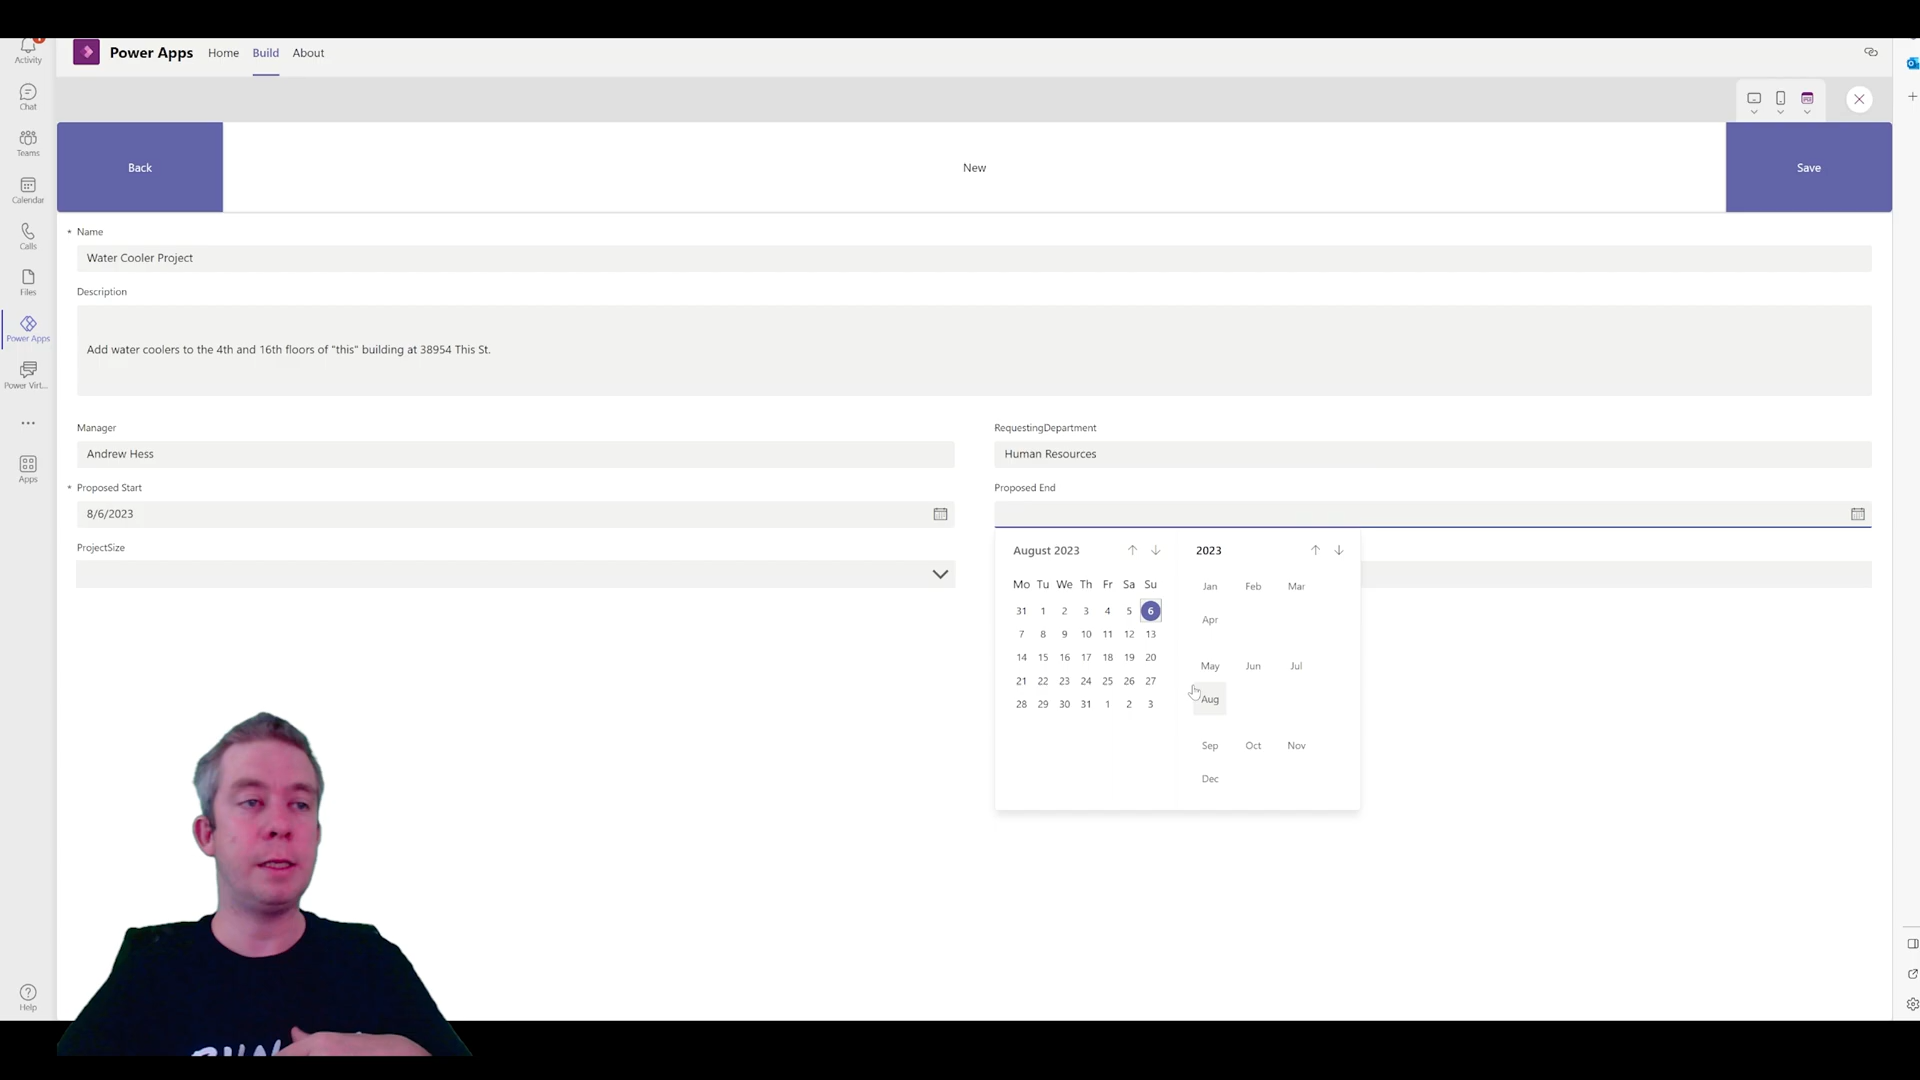 Power Apps Home Build About
Activity
Chat
Teams
Calendar
Calls
Files
Power Apps
Power Virt...
Apps
Help
Back New Save
* Name
Water Cooler Project
Description
Add water coolers to the 4th and 16th floors of "this" building at 38954 This St.
Manager RequestingDepartment
Andrew Hess Human Resources
* Proposed Start Proposed End
8/6/2023
ProjectSize
August 2023 2023
Mo Tu We Th Fr Sa Su
31 1 2 3 4 5 6
7 8 9 10 11 12 13
14 15 16 17 18 19 20
21 22 23 24 25 26 27
28 29 30 31 1 2 3
Jan Feb Mar
Apr
May Jun Jul
Aug
Sep Oct Nov
Dec